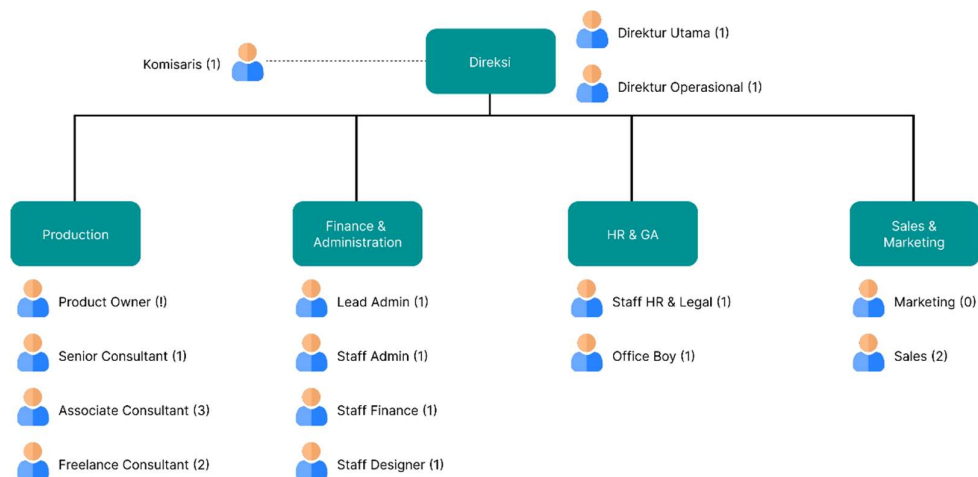 Direktur Utama (1)
Komisaris (1)
Direksi
Direktur Operasional (1)
Production
Finance &
Administration
HR & GA
Sales &
Marketing
Product Owner (!)
Senior Consultant (1)
Associate Consultant (3)
Freelance Consultant (2)
Lead Admin (1)
Staff Admin (1)
Staff Finance (1)
Staff Designer (1)
Staff HR & Legal (1)
Office Boy (1)
Marketing (0)
Sales (2)